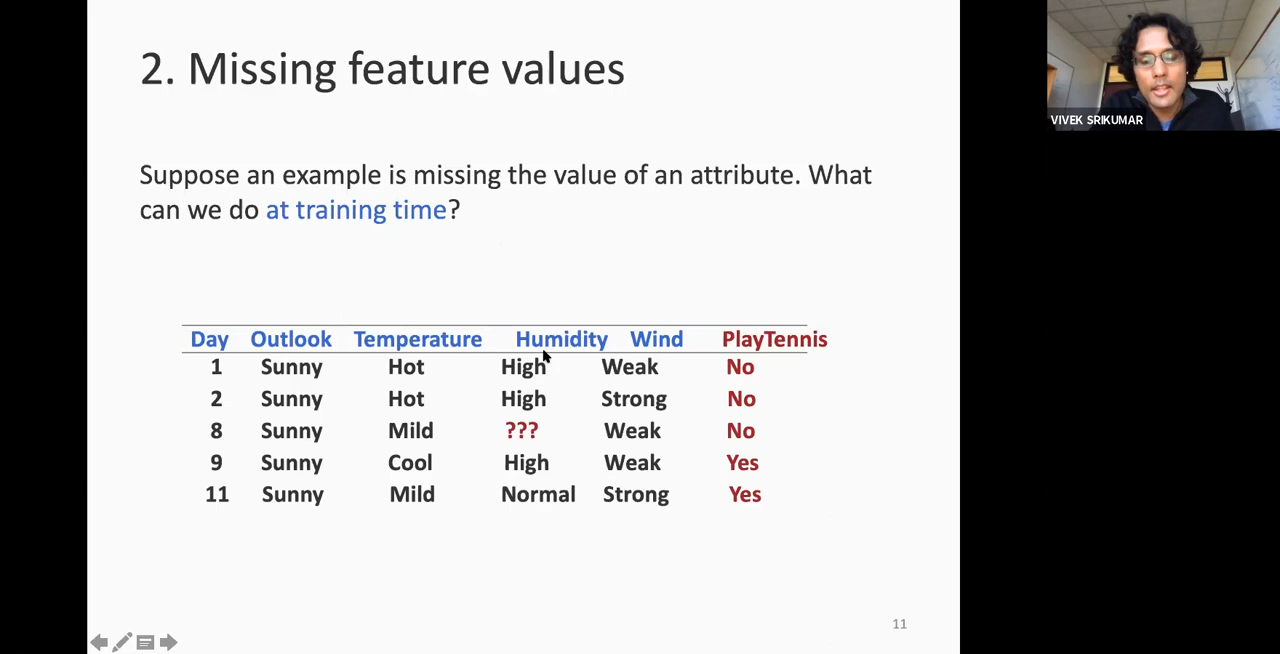 2. Missing feature values
VIVEK SRIKUMAR
Suppose an example is missing the value of an attribute. What
can we do at training time?
Day Outlook Temperature Humidity Wind PlayTennis
1 Sunny Hot High Weak No
2 Sunny Hot High Strong No
8 Sunny Mild ??? Weak No
9 Sunny Cool High Weak Yes
11 Sunny Mild Normal Strong Yes
11